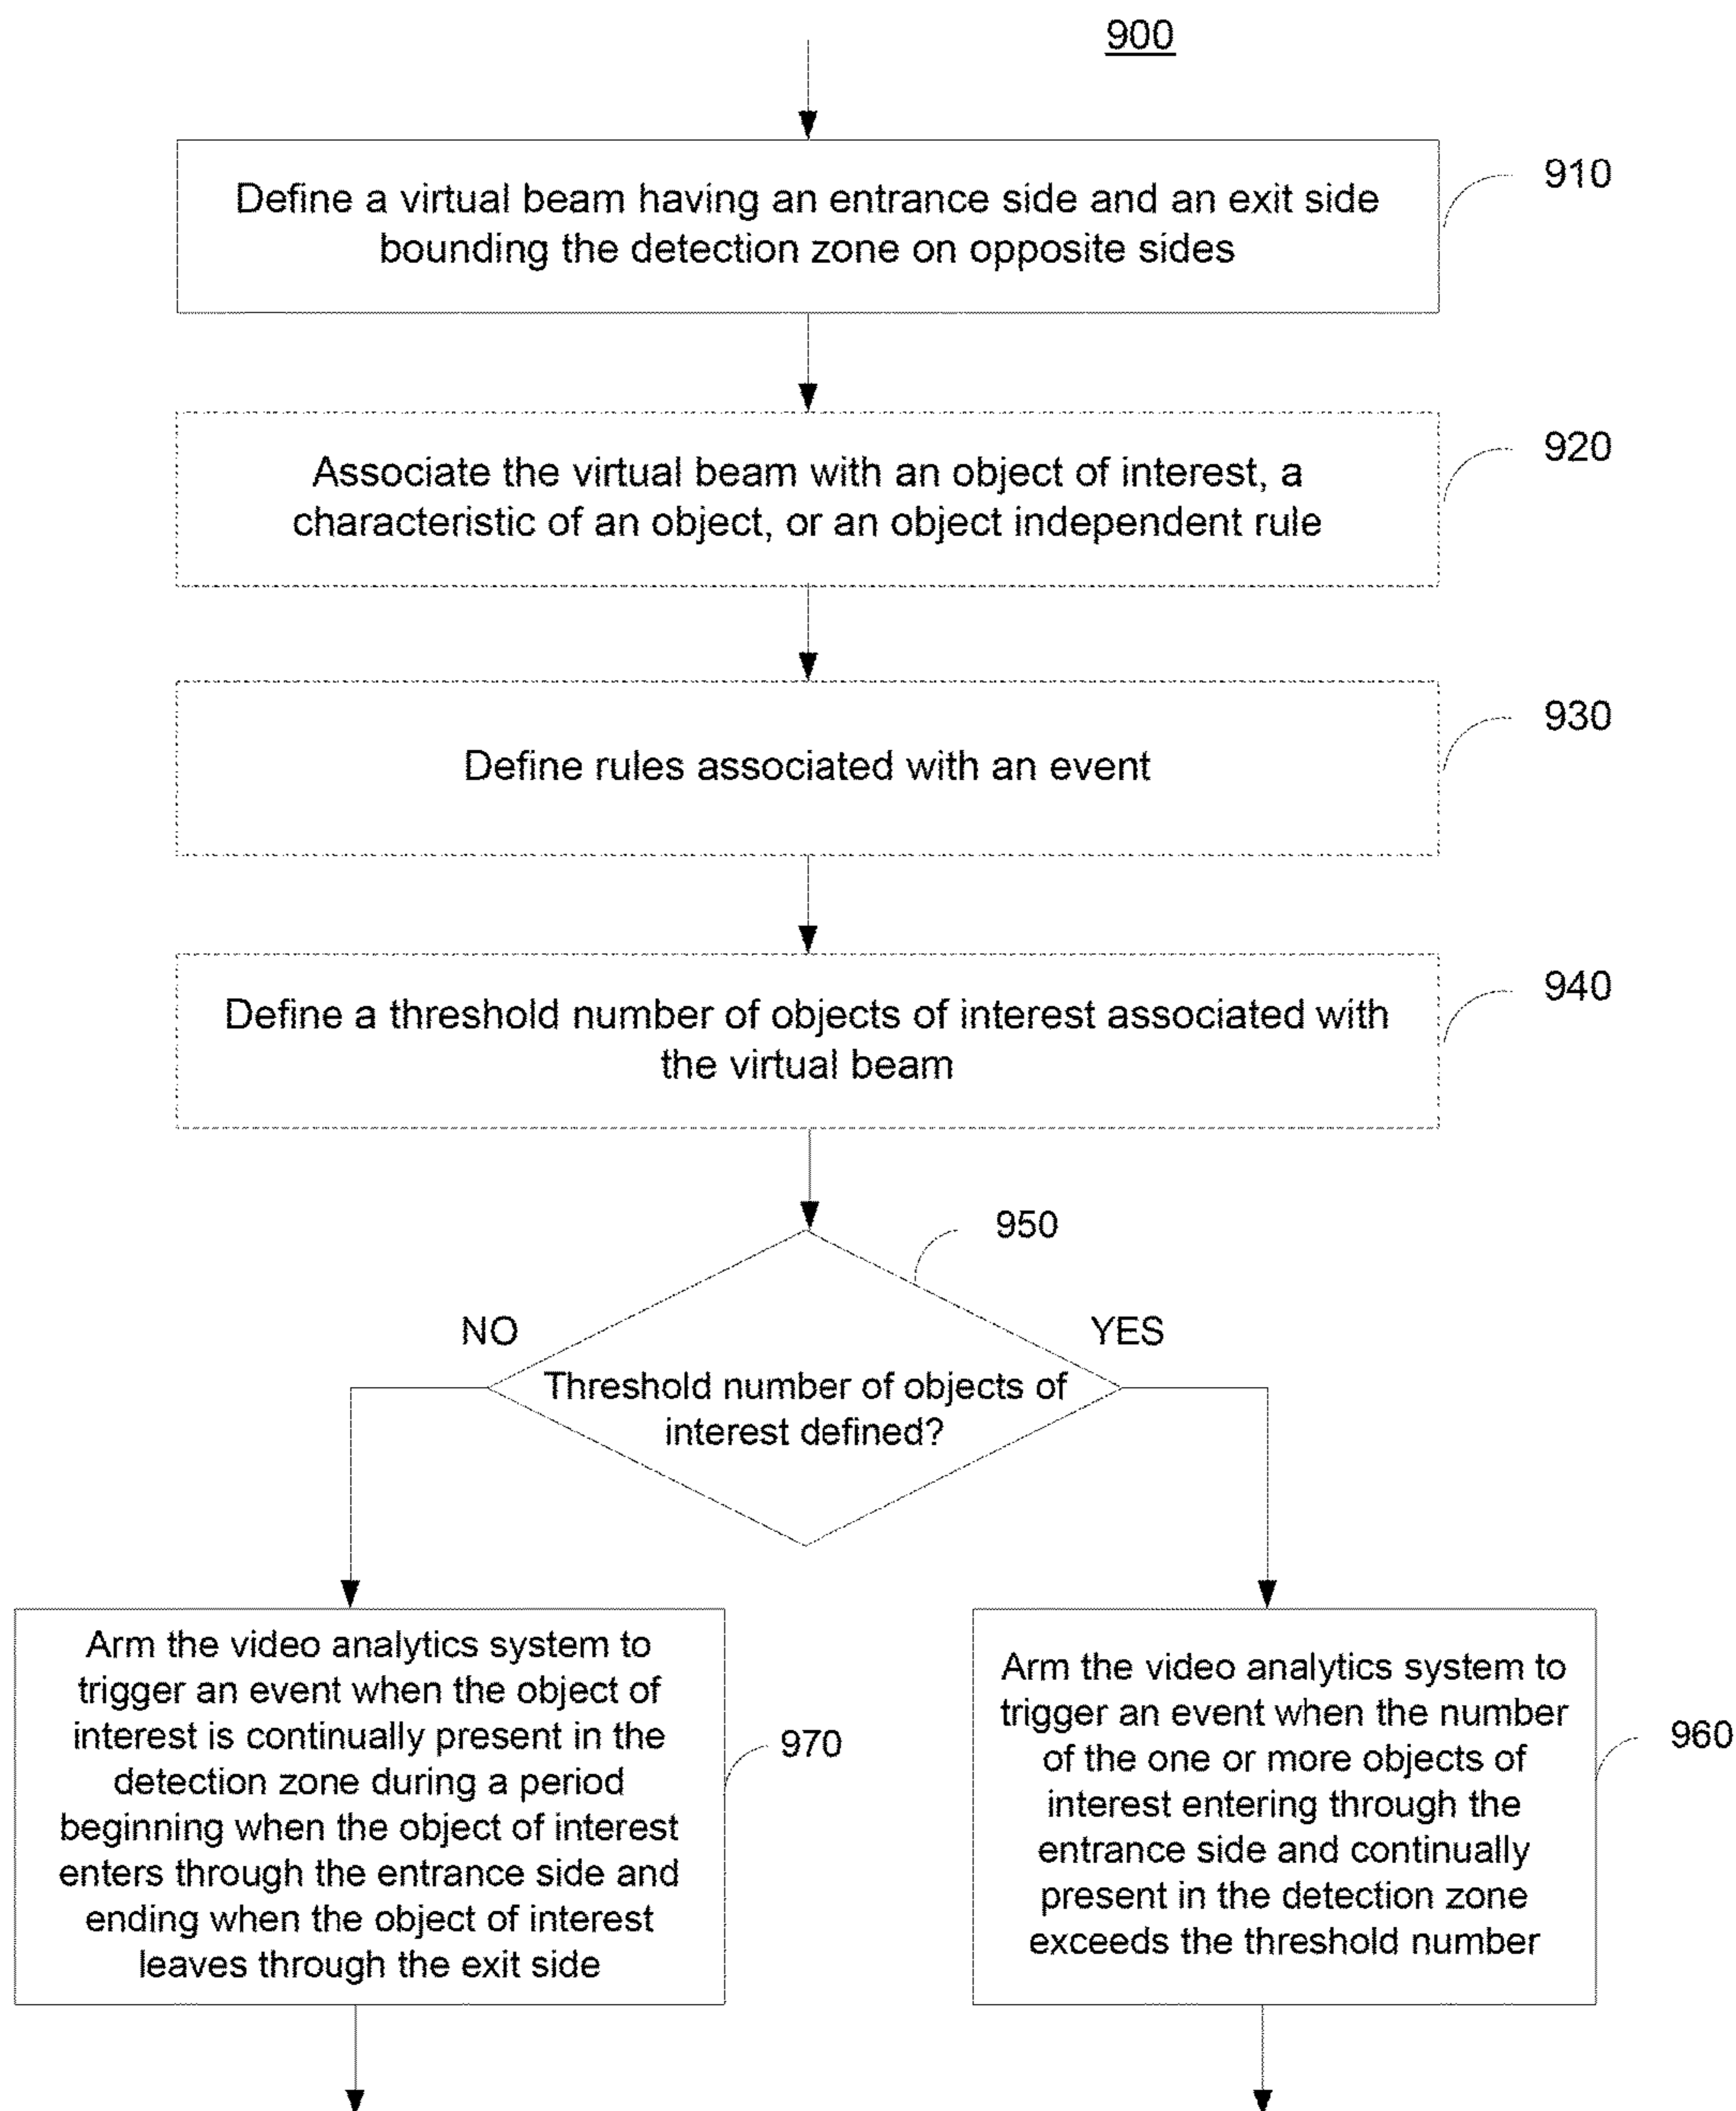 900
Define a virtual beam having an entrance side and an exit side
bounding the detection zone on opposite sides
910
Associate the virtual beam with an object of interest, a
characteristic of an object, or an object independent rule
920
Define rules associated with an event
930
Define a threshold number of objects of interest associated with
the virtual beam
940
950
NO
YES
Threshold number of objects of
interest defined?
Arm the video analytics system to
trigger an event when the object of
interest is continually present in the
detection zone during a period
beginning when the object of interest
enters through the entrance side and
ending when the object of interest
leaves through the exit side
970
Arm the video analytics system to
trigger an event when the number
of the one or more objects of
interest entering through the
entrance side and continually
present in the detection zone
exceeds the threshold number
960